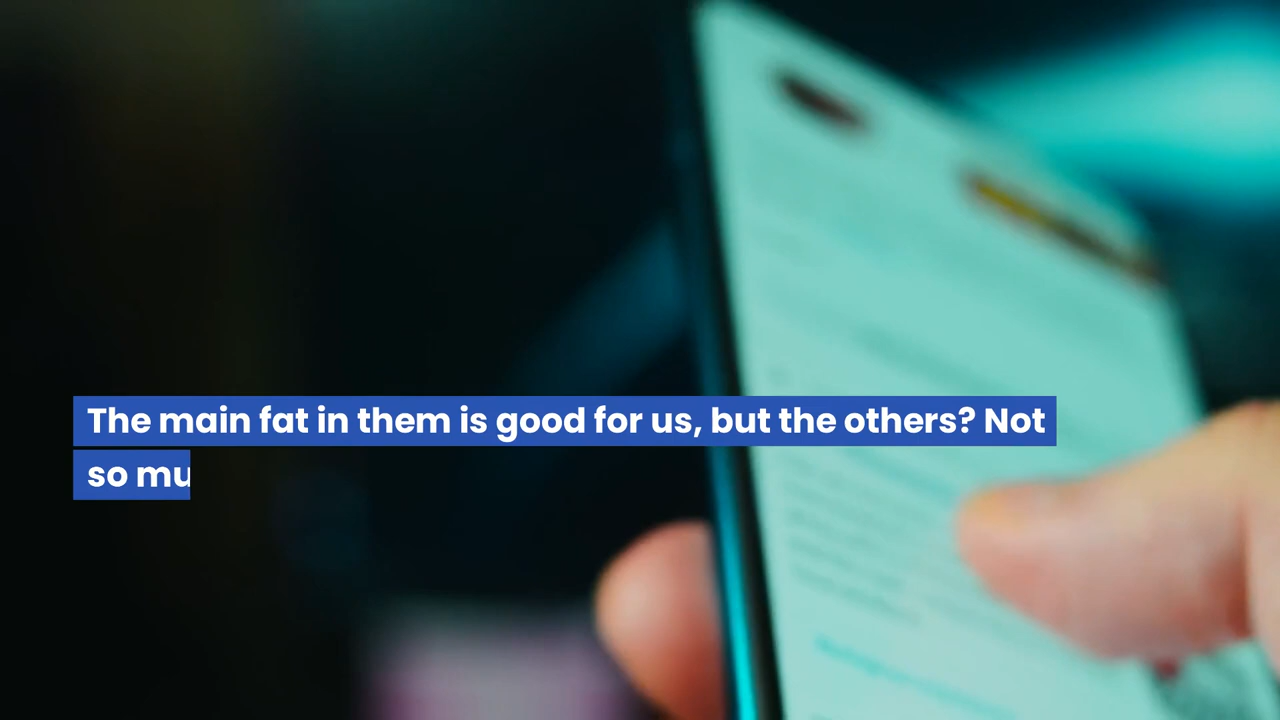 The main fat in them is good for us, but the others? Not
so mu